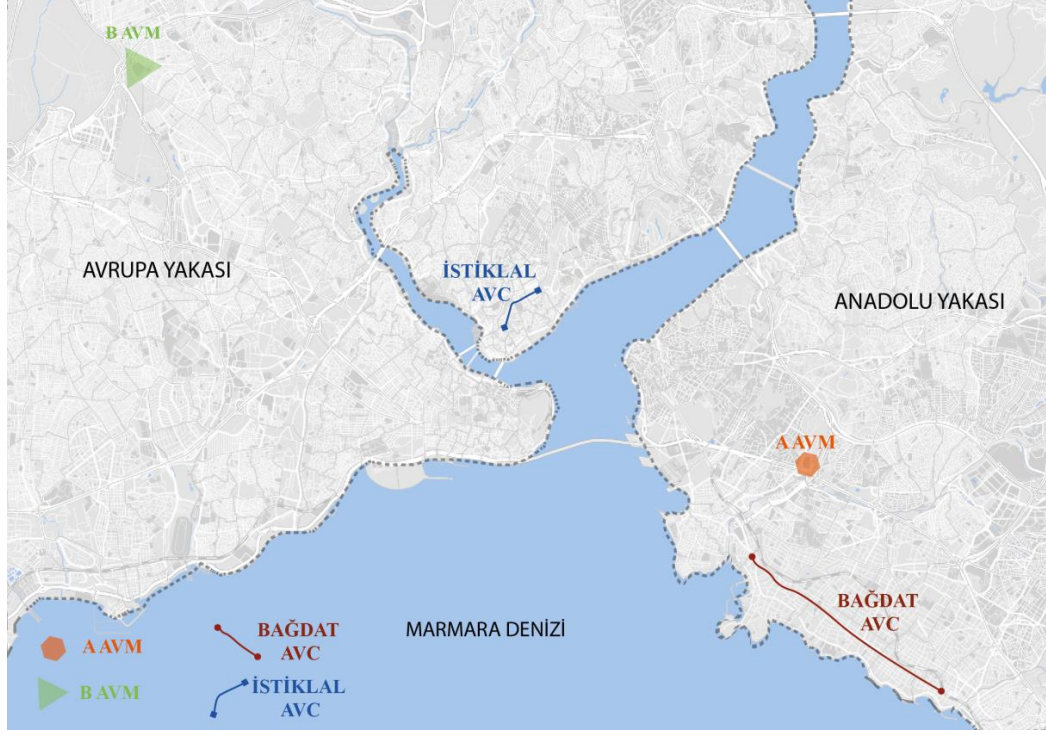 B AVM
AVRUPA YAKASI
İSTİKLAL
AVC
ANADOLU YAKASI
A AVM
BAĞDAT
AVC
MARMARA DENİZİ
A AVM
BAĞDAT
AVC
B AVM
İSTİKLAL
AVC